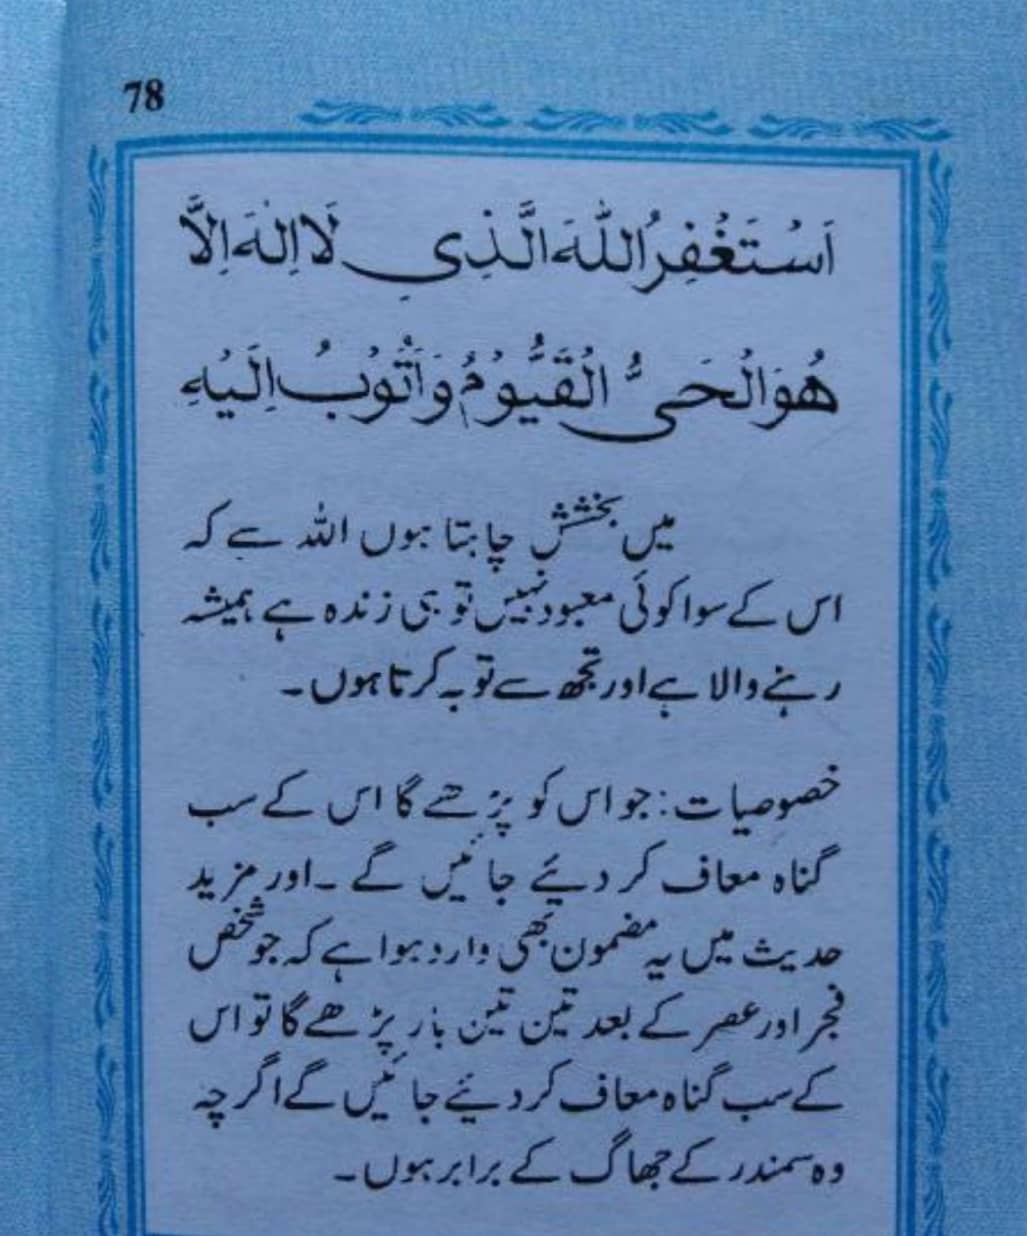 78
اَسْتَغْفِرُ اللّٰهَ الَّذِي لَا اِلٰهَ اِلَّا
هُوَ الْحَىُّ الْقَيُّوْمُ وَاَتُوْبُ اِلَيْهِ
میں بخشش چاہتا ہوں اللہ سے کہ
اس کے سوا کوئی معبود نہیں تو ہی زندہ ہے ہمیشہ
رہنے والا ہے اور تجھ سے توبہ کرتا ہوں۔
خصوصیات: جو اس کو پڑھے گا اس کے سب
گناہ معاف کر دیئے جائیں گے۔ اور مزید
حدیث میں یہ مضمون بھی وارد ہوا ہے کہ جو شخص
فجر اور عصر کے بعد تین تین بار پڑھے گا تو اس
کے سب گناہ معاف کر دیئے جائیں گے اگرچہ
وہ سمندر کے جھاگ کے برابر ہوں۔